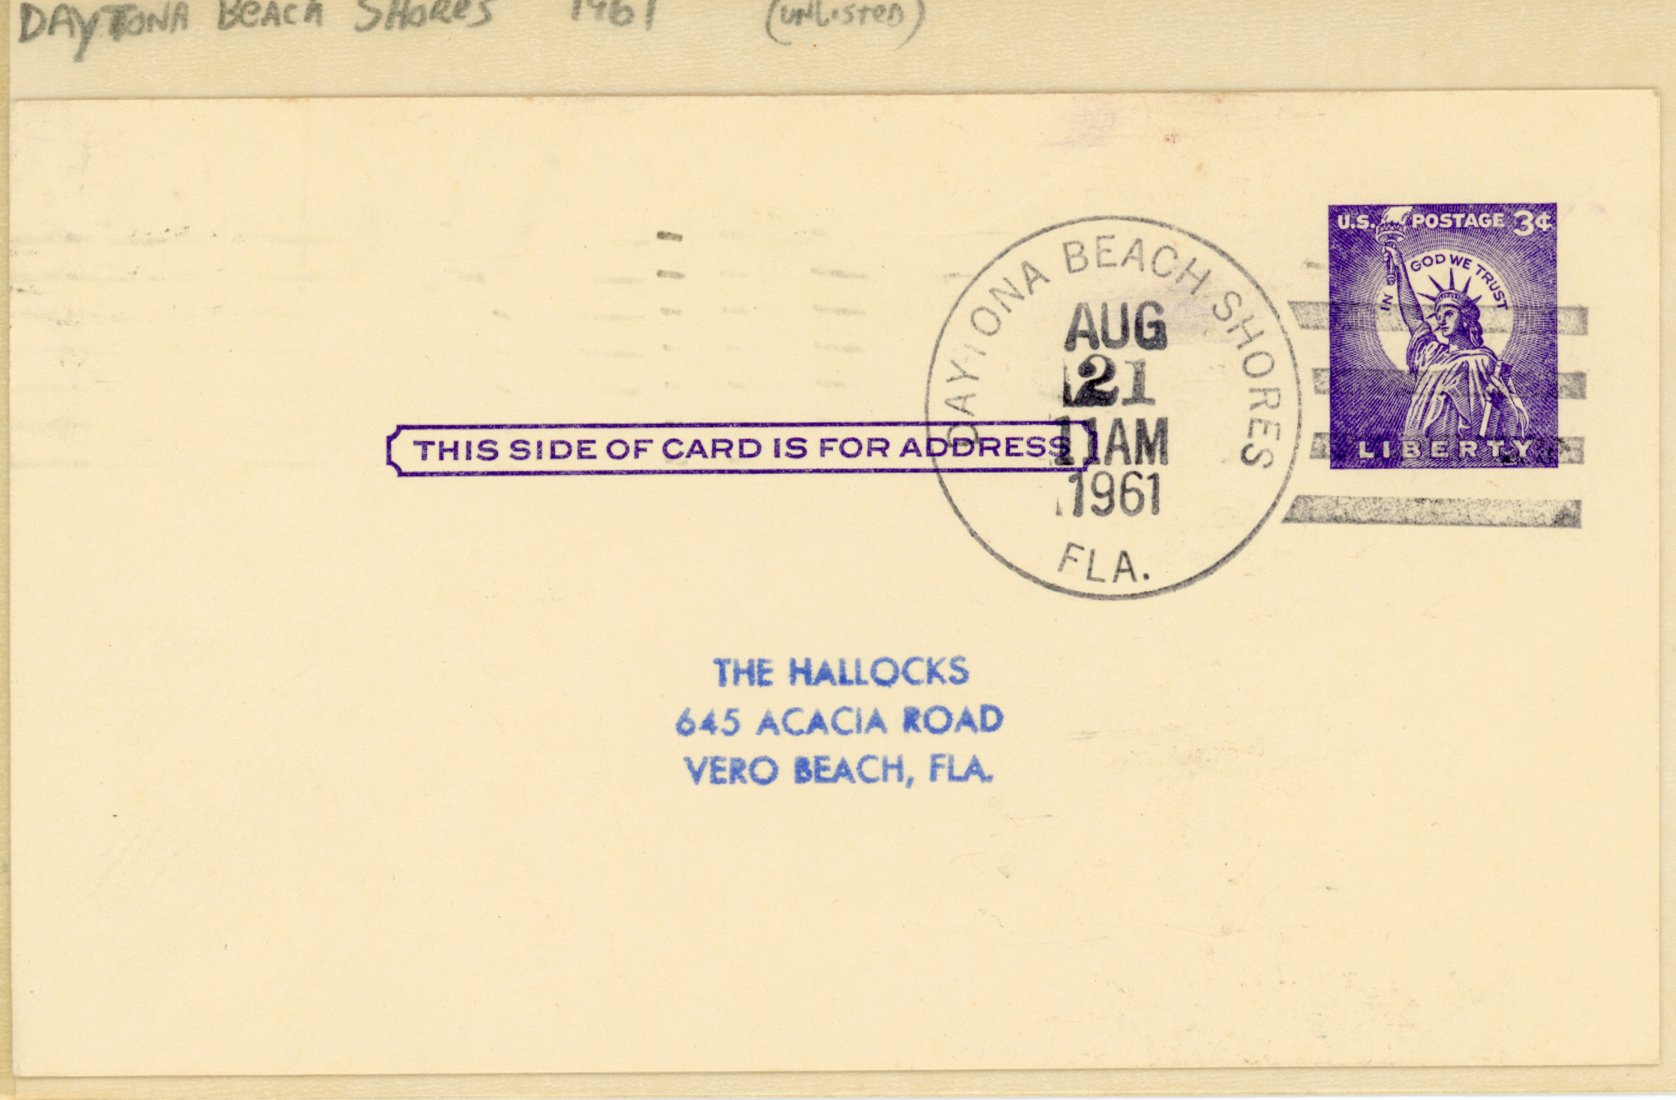 DAYTONA BEACH SHORES 1961 (UNLISTED)
U.S. POSTAGE 3¢
IN GOD WE TRUST
LIBERTY
DAYTONA BEACH SHORES
AUG
21
11AM
1961
FLA.
THIS SIDE OF CARD IS FOR ADDRESS
THE HALLOCKS
645 ACACIA ROAD
VERO BEACH, FLA.